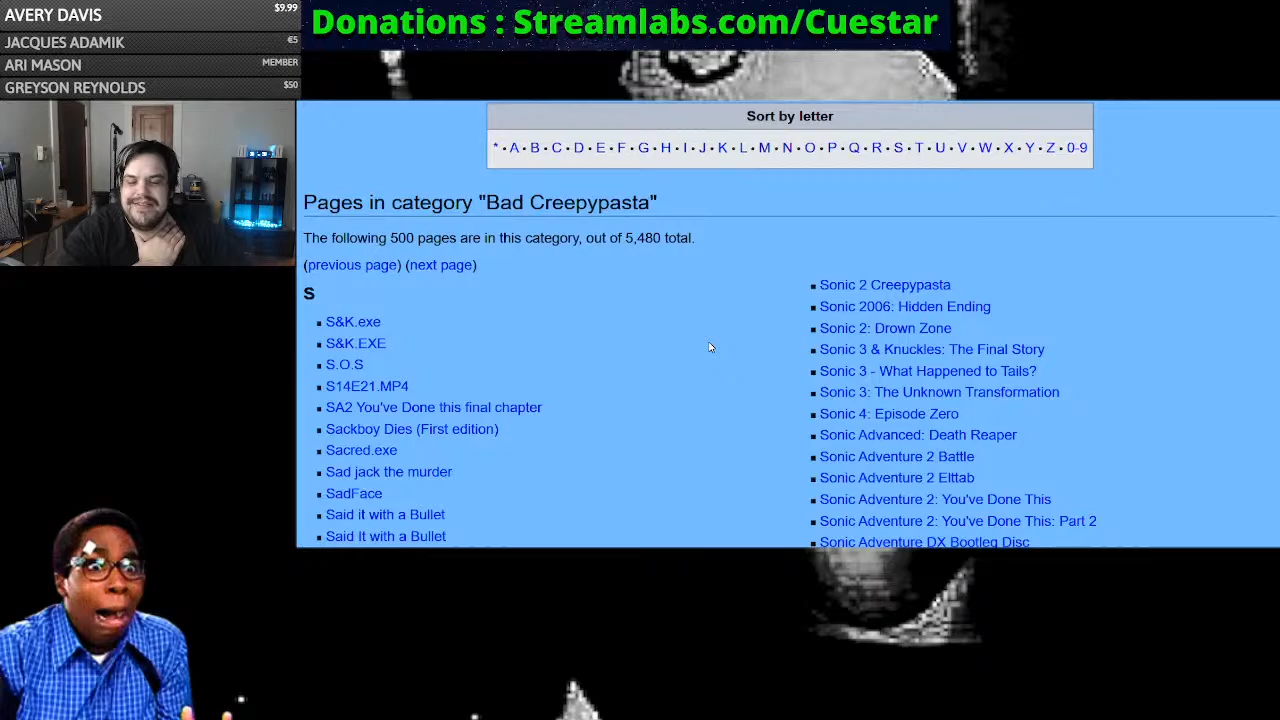 AVERY DAVIS $9.99
JACQUES ADAMIK €5
ARI MASON MEMBER
GREYSON REYNOLDS $50
Donations : Streamlabs.com/Cuestar
Sort by letter
* • A • B • C • D • E • F • G • H • I • J • K • L • M • N • O • P • Q • R • S • T • U • V • W • X • Y • Z • 0-9
Pages in category "Bad Creepypasta"
The following 500 pages are in this category, out of 5,480 total.
(previous page) (next page)
S
S&K.exe
S&K.EXE
S.O.S
S14E21.MP4
SA2 You've Done this final chapter
Sackboy Dies (First edition)
Sacred.exe
Sad jack the murder
SadFace
Said it with a Bullet
Said It with a Bullet
Sonic 2 Creepypasta
Sonic 2006: Hidden Ending
Sonic 2: Drown Zone
Sonic 3 & Knuckles: The Final Story
Sonic 3 - What Happened to Tails?
Sonic 3: The Unknown Transformation
Sonic 4: Episode Zero
Sonic Advanced: Death Reaper
Sonic Adventure 2 Battle
Sonic Adventure 2 Elttab
Sonic Adventure 2: You've Done This
Sonic Adventure 2: You've Done This: Part 2
Sonic Adventure DX Bootleg Disc